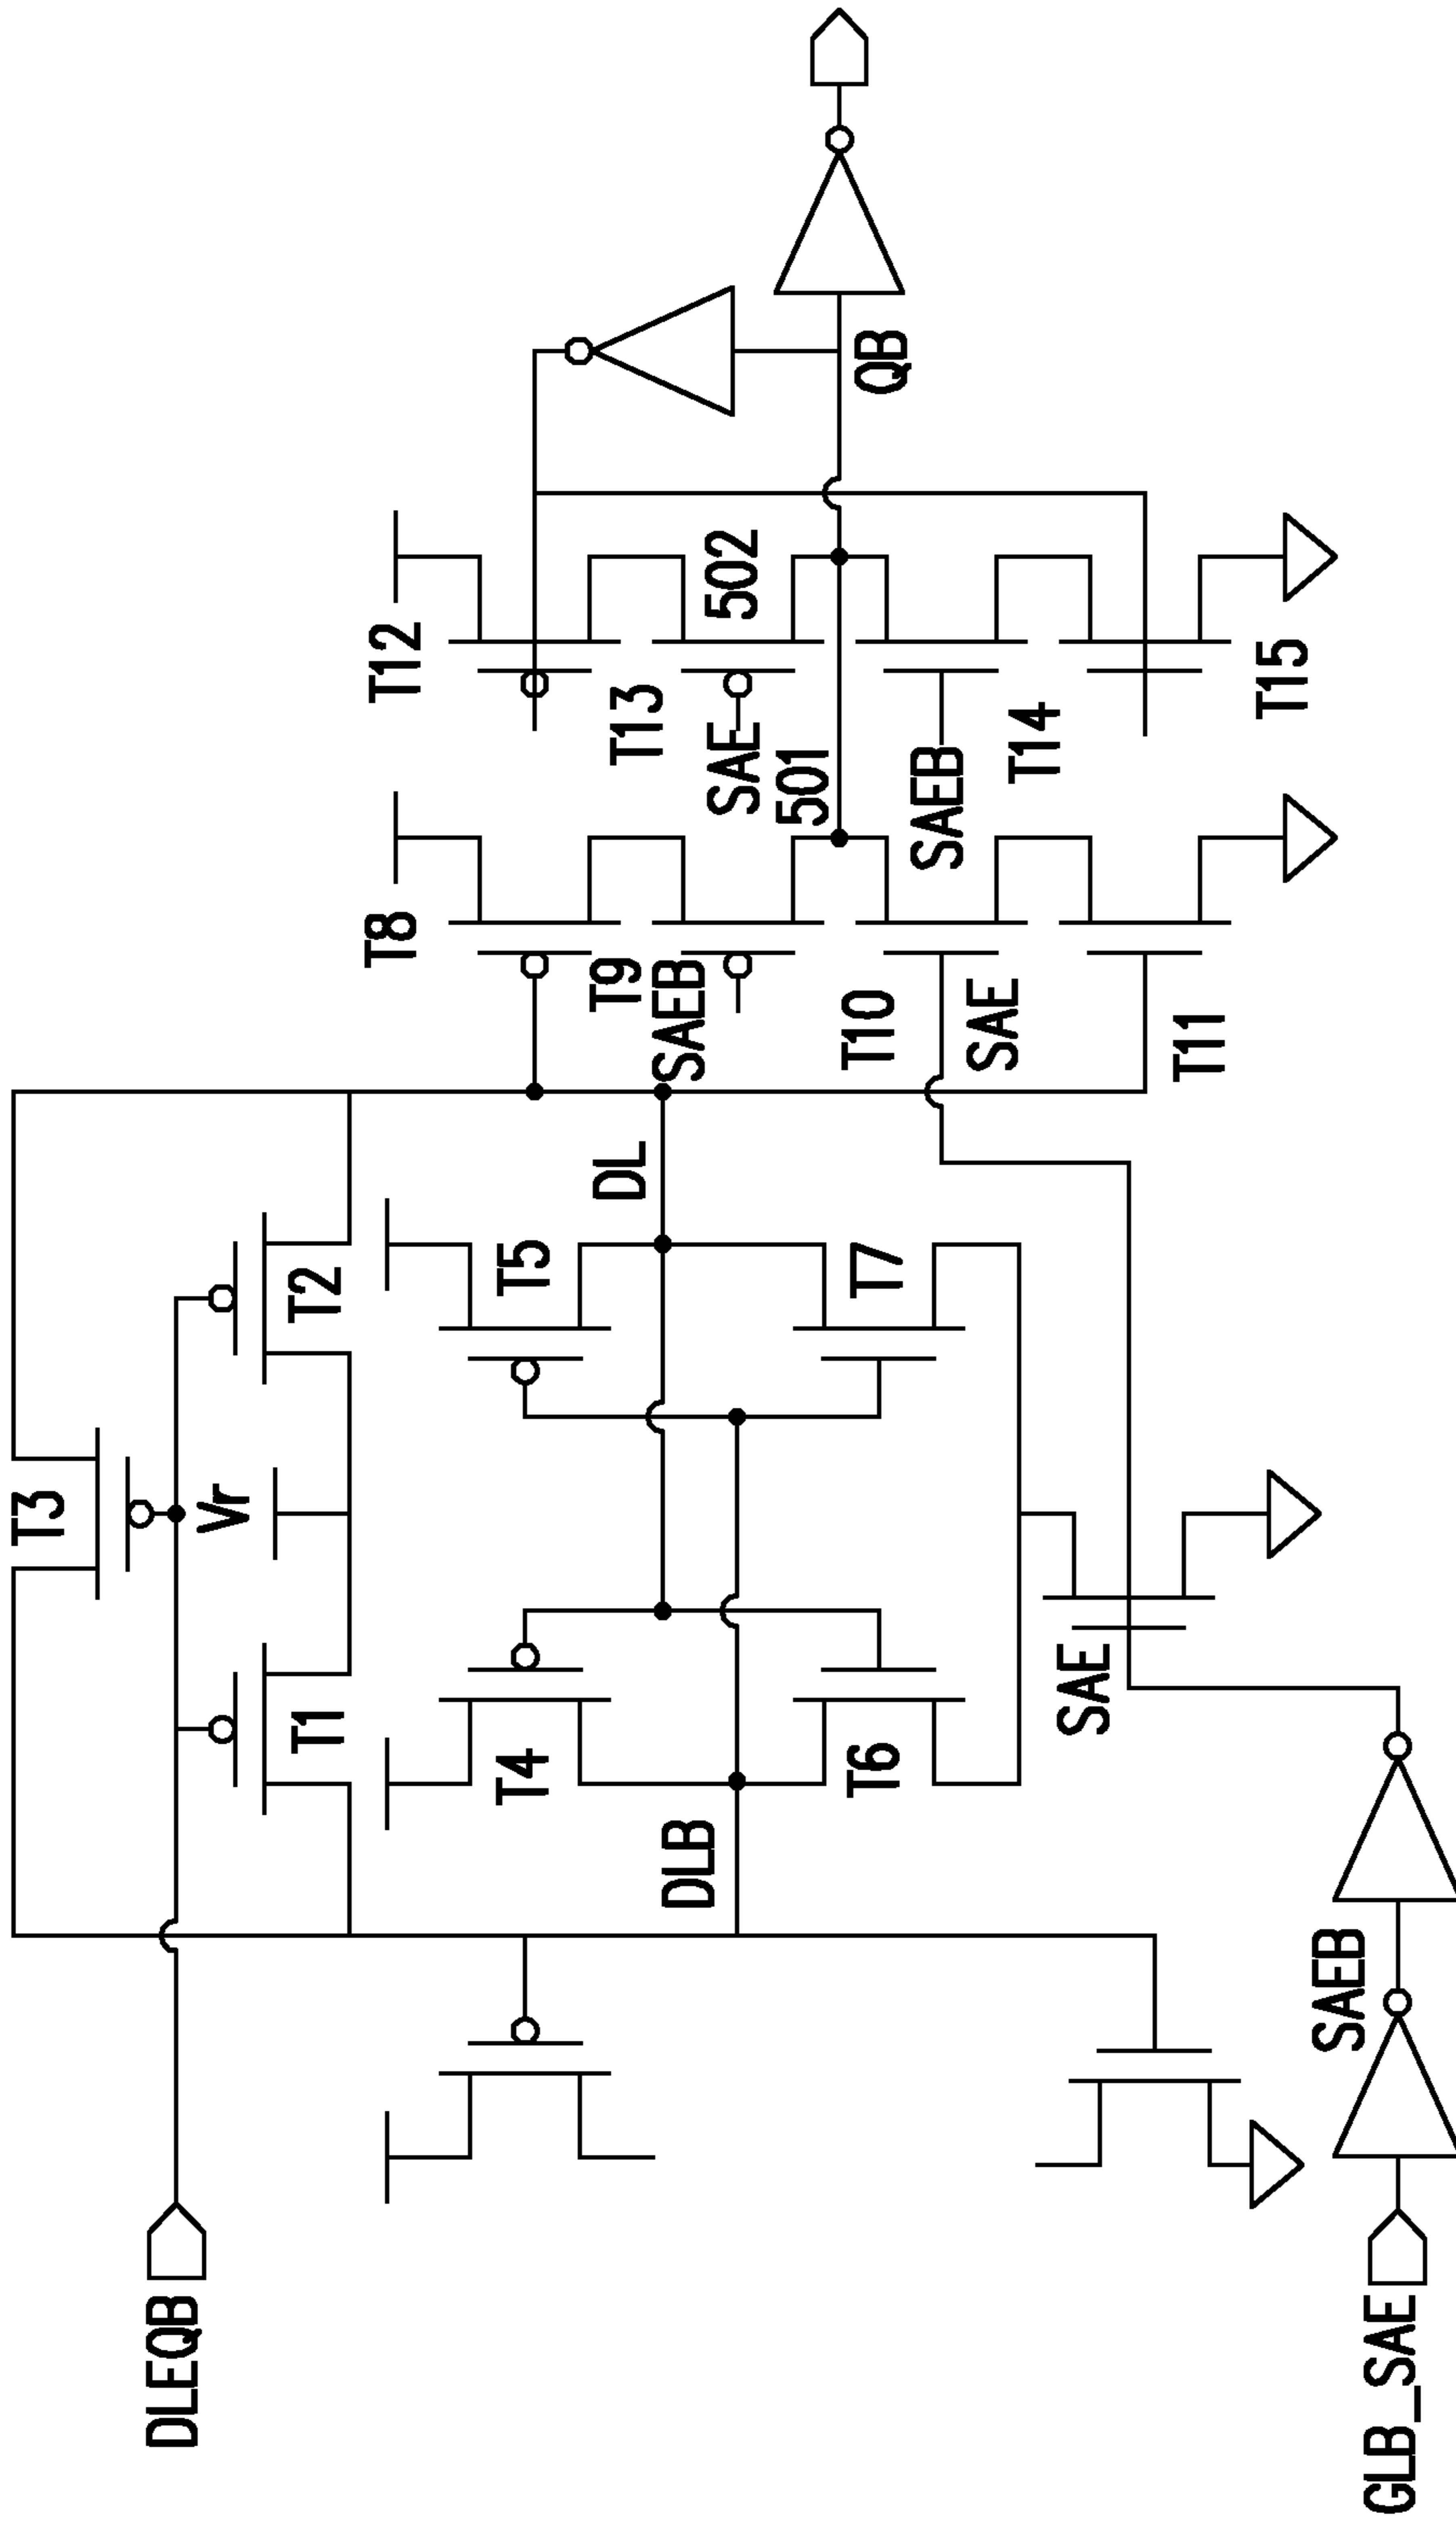 DLEQB
T3
Vr
T1
T2
T4
T5
DLB
DL
T6
T7
SAE
GLB_SAE
SAEB
T8
T9
SAEB
T10
SAE
T11
T12
T13
502
SAE
501
SAEB
T14
T15
QB